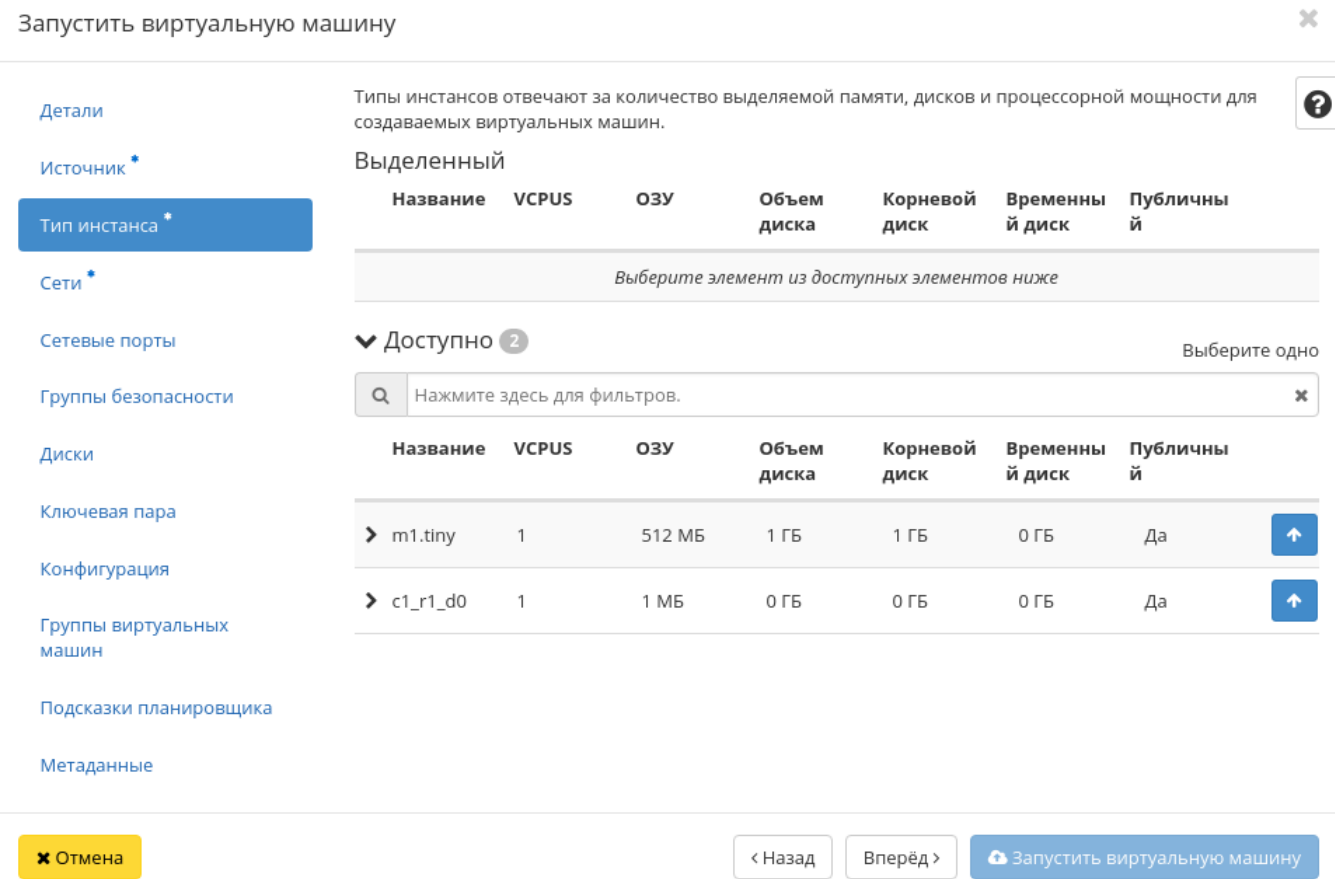 Запустить виртуальную машину
Детали
Источник *
Тип инстанса *
Сети *
Сетевые порты
Группы безопасности
Диски
Ключевая пара
Конфигурация
Группы виртуальных
машин
Подсказки планировщика
Метаданные
Типы инстансов отвечают за количество выделяемой памяти, дисков и процессорной мощности для
создаваемых виртуальных машин.
Выделенный
Название VCPUS ОЗУ Объем Корневой Временны Публичны
диска диск й диск й
Выберите элемент из доступных элементов ниже
Доступно 2
Выберите одно
Нажмите здесь для фильтров.
Название VCPUS ОЗУ Объем Корневой Временны Публичны
диска диск й диск й
m1.tiny 1 512 МБ 1 ГБ 1 ГБ 0 ГБ Да
c1_r1_d0 1 1 МБ 0 ГБ 0 ГБ 0 ГБ Да
Отмена
Назад Вперёд Запустить виртуальную машину